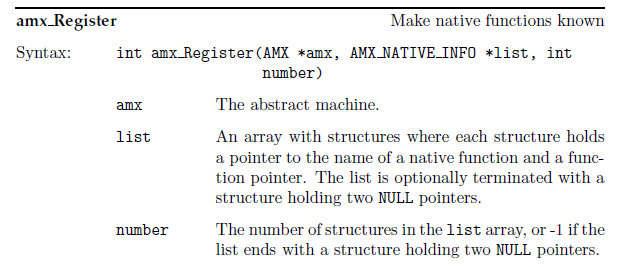 amx_Register Make native functions known
Syntax: int amx_Register(AMX *amx, AMX_NATIVE_INFO *list, int
number)
amx The abstract machine.
list An array with structures where each structure holds
a pointer to the name of a native function and a func-
tion pointer. The list is optionally terminated with a
structure holding two NULL pointers.
number The number of structures in the list array, or -1 if the
list ends with a structure holding two NULL pointers.